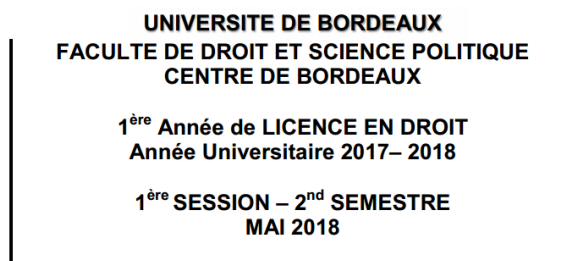 UNIVERSITE DE BORDEAUX
FACULTE DE DROIT ET SCIENCE POLITIQUE
CENTRE DE BORDEAUX
1ère Année de LICENCE EN DROIT
Année Universitaire 2017– 2018
1ère SESSION – 2nd SEMESTRE
MAI 2018